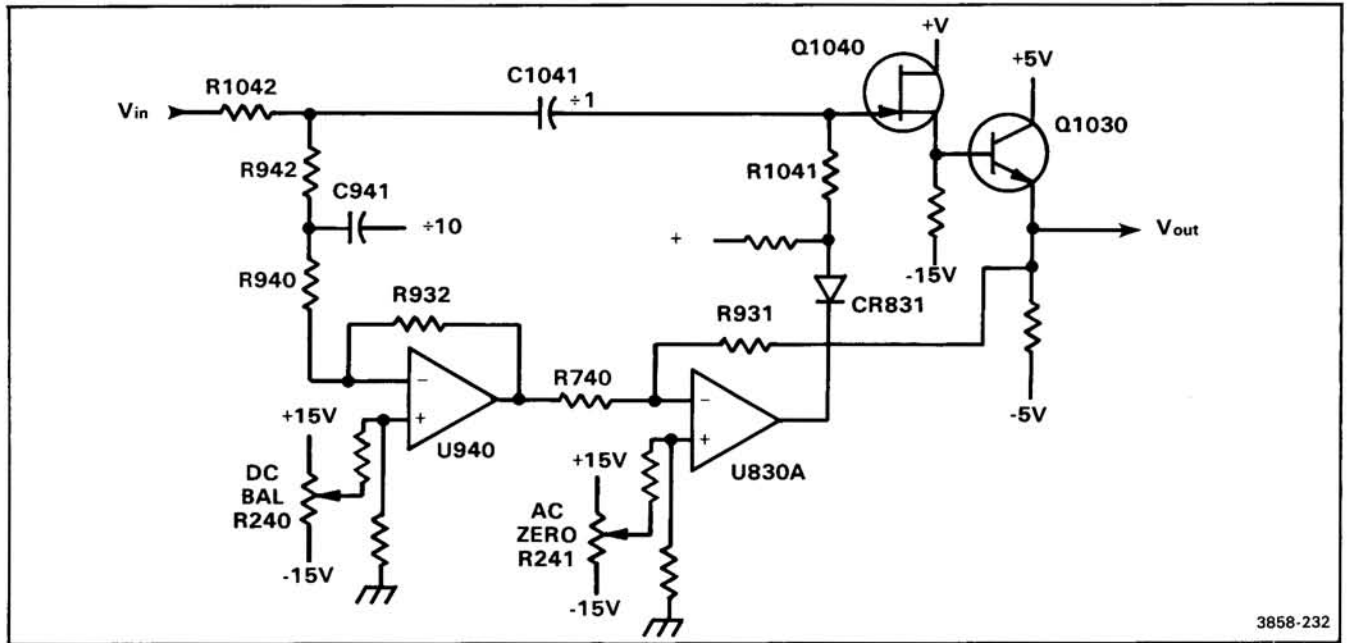 Q1040
+V
+5V
C1041
÷1
R1042
Vin
Q1030
R942
R1041
C941
÷10
+
-15V
Vout
R940
CR831
R932
R931
R740
-
+
U940
-
+
U830A
-5V
+15V
DC
BAL
R240
-15V
+15V
AC
ZERO
R241
-15V
3858-232